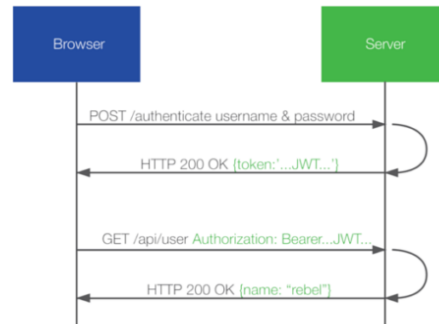 Browser
Server
POST /authenticate username & password
HTTP 200 OK {token:'...JWT...'}
GET /api/user Authorization: Bearer...JWT...
HTTP 200 OK {name: “rebel”}